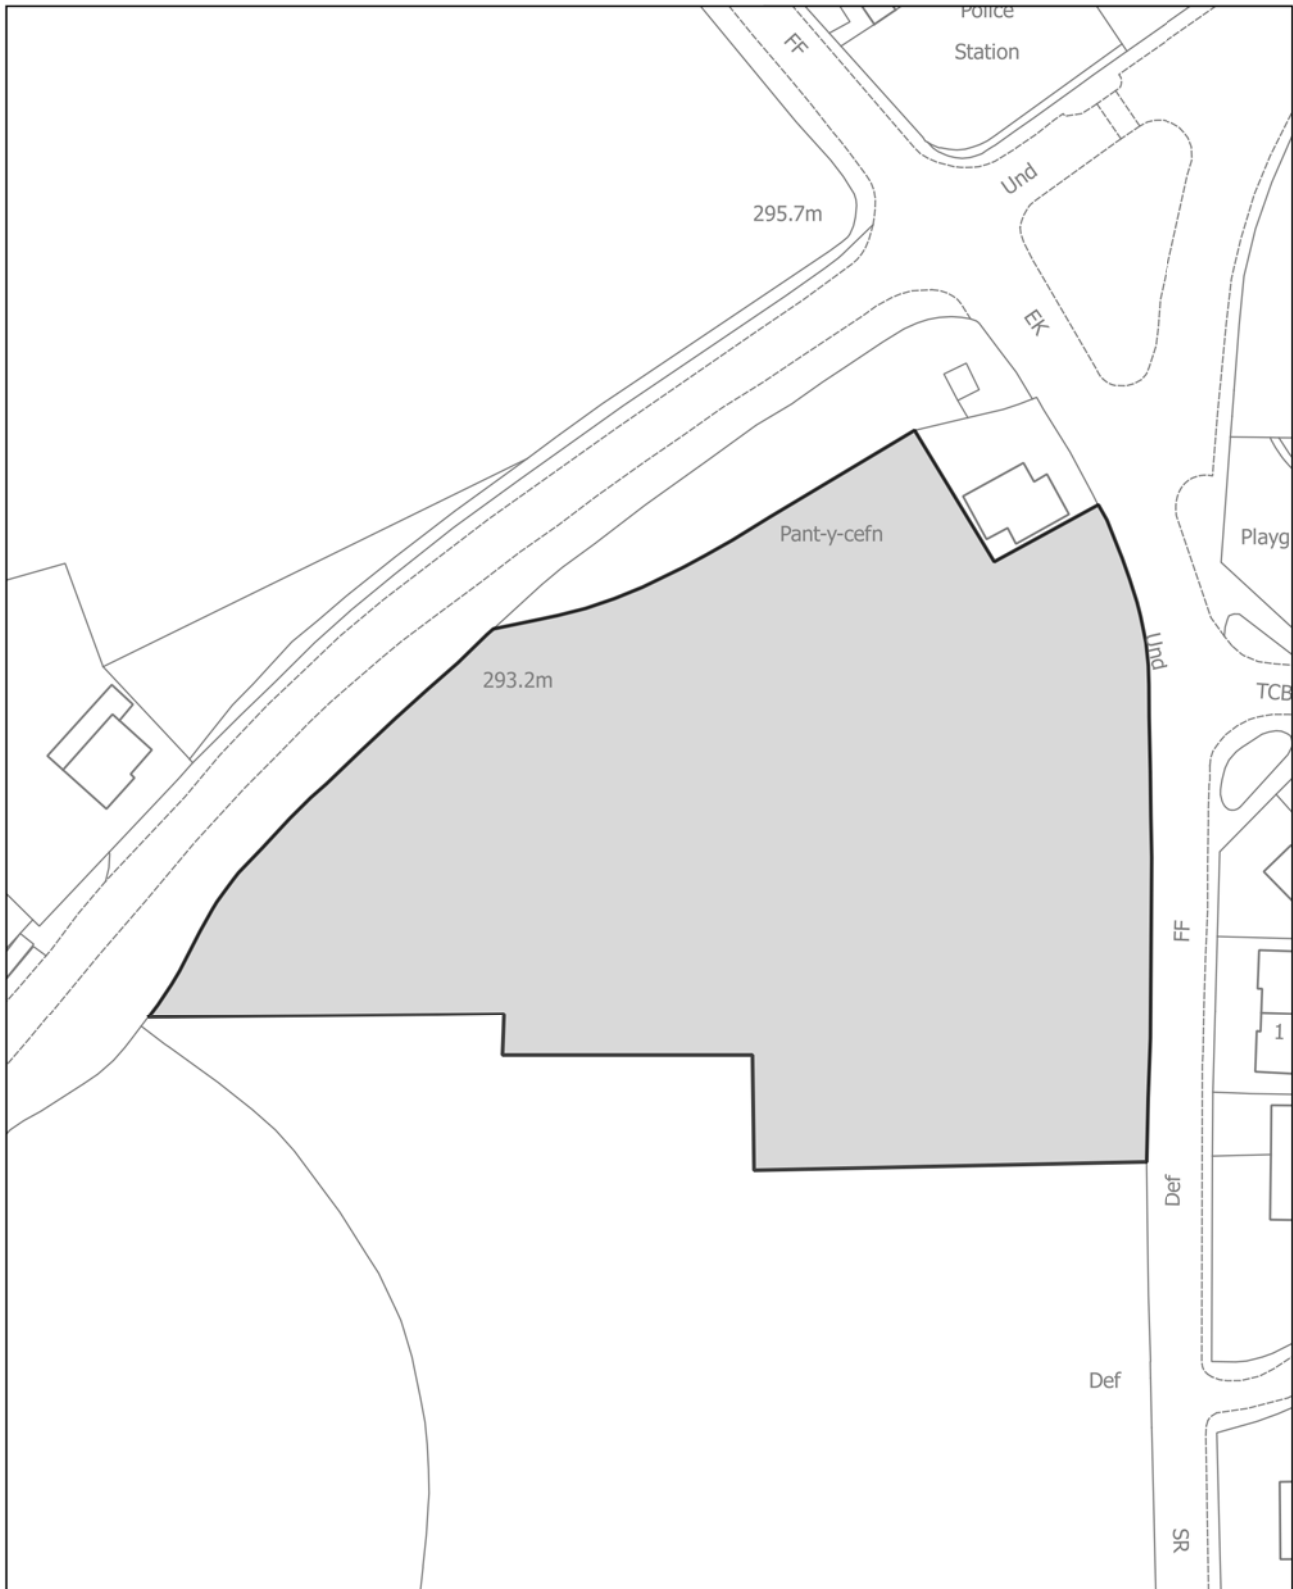 Police
Station
FF
Und
295.7m
EK
Pant-y-cefn
Playg
Und
293.2m
TCB
FF
1
Def
Def
SR